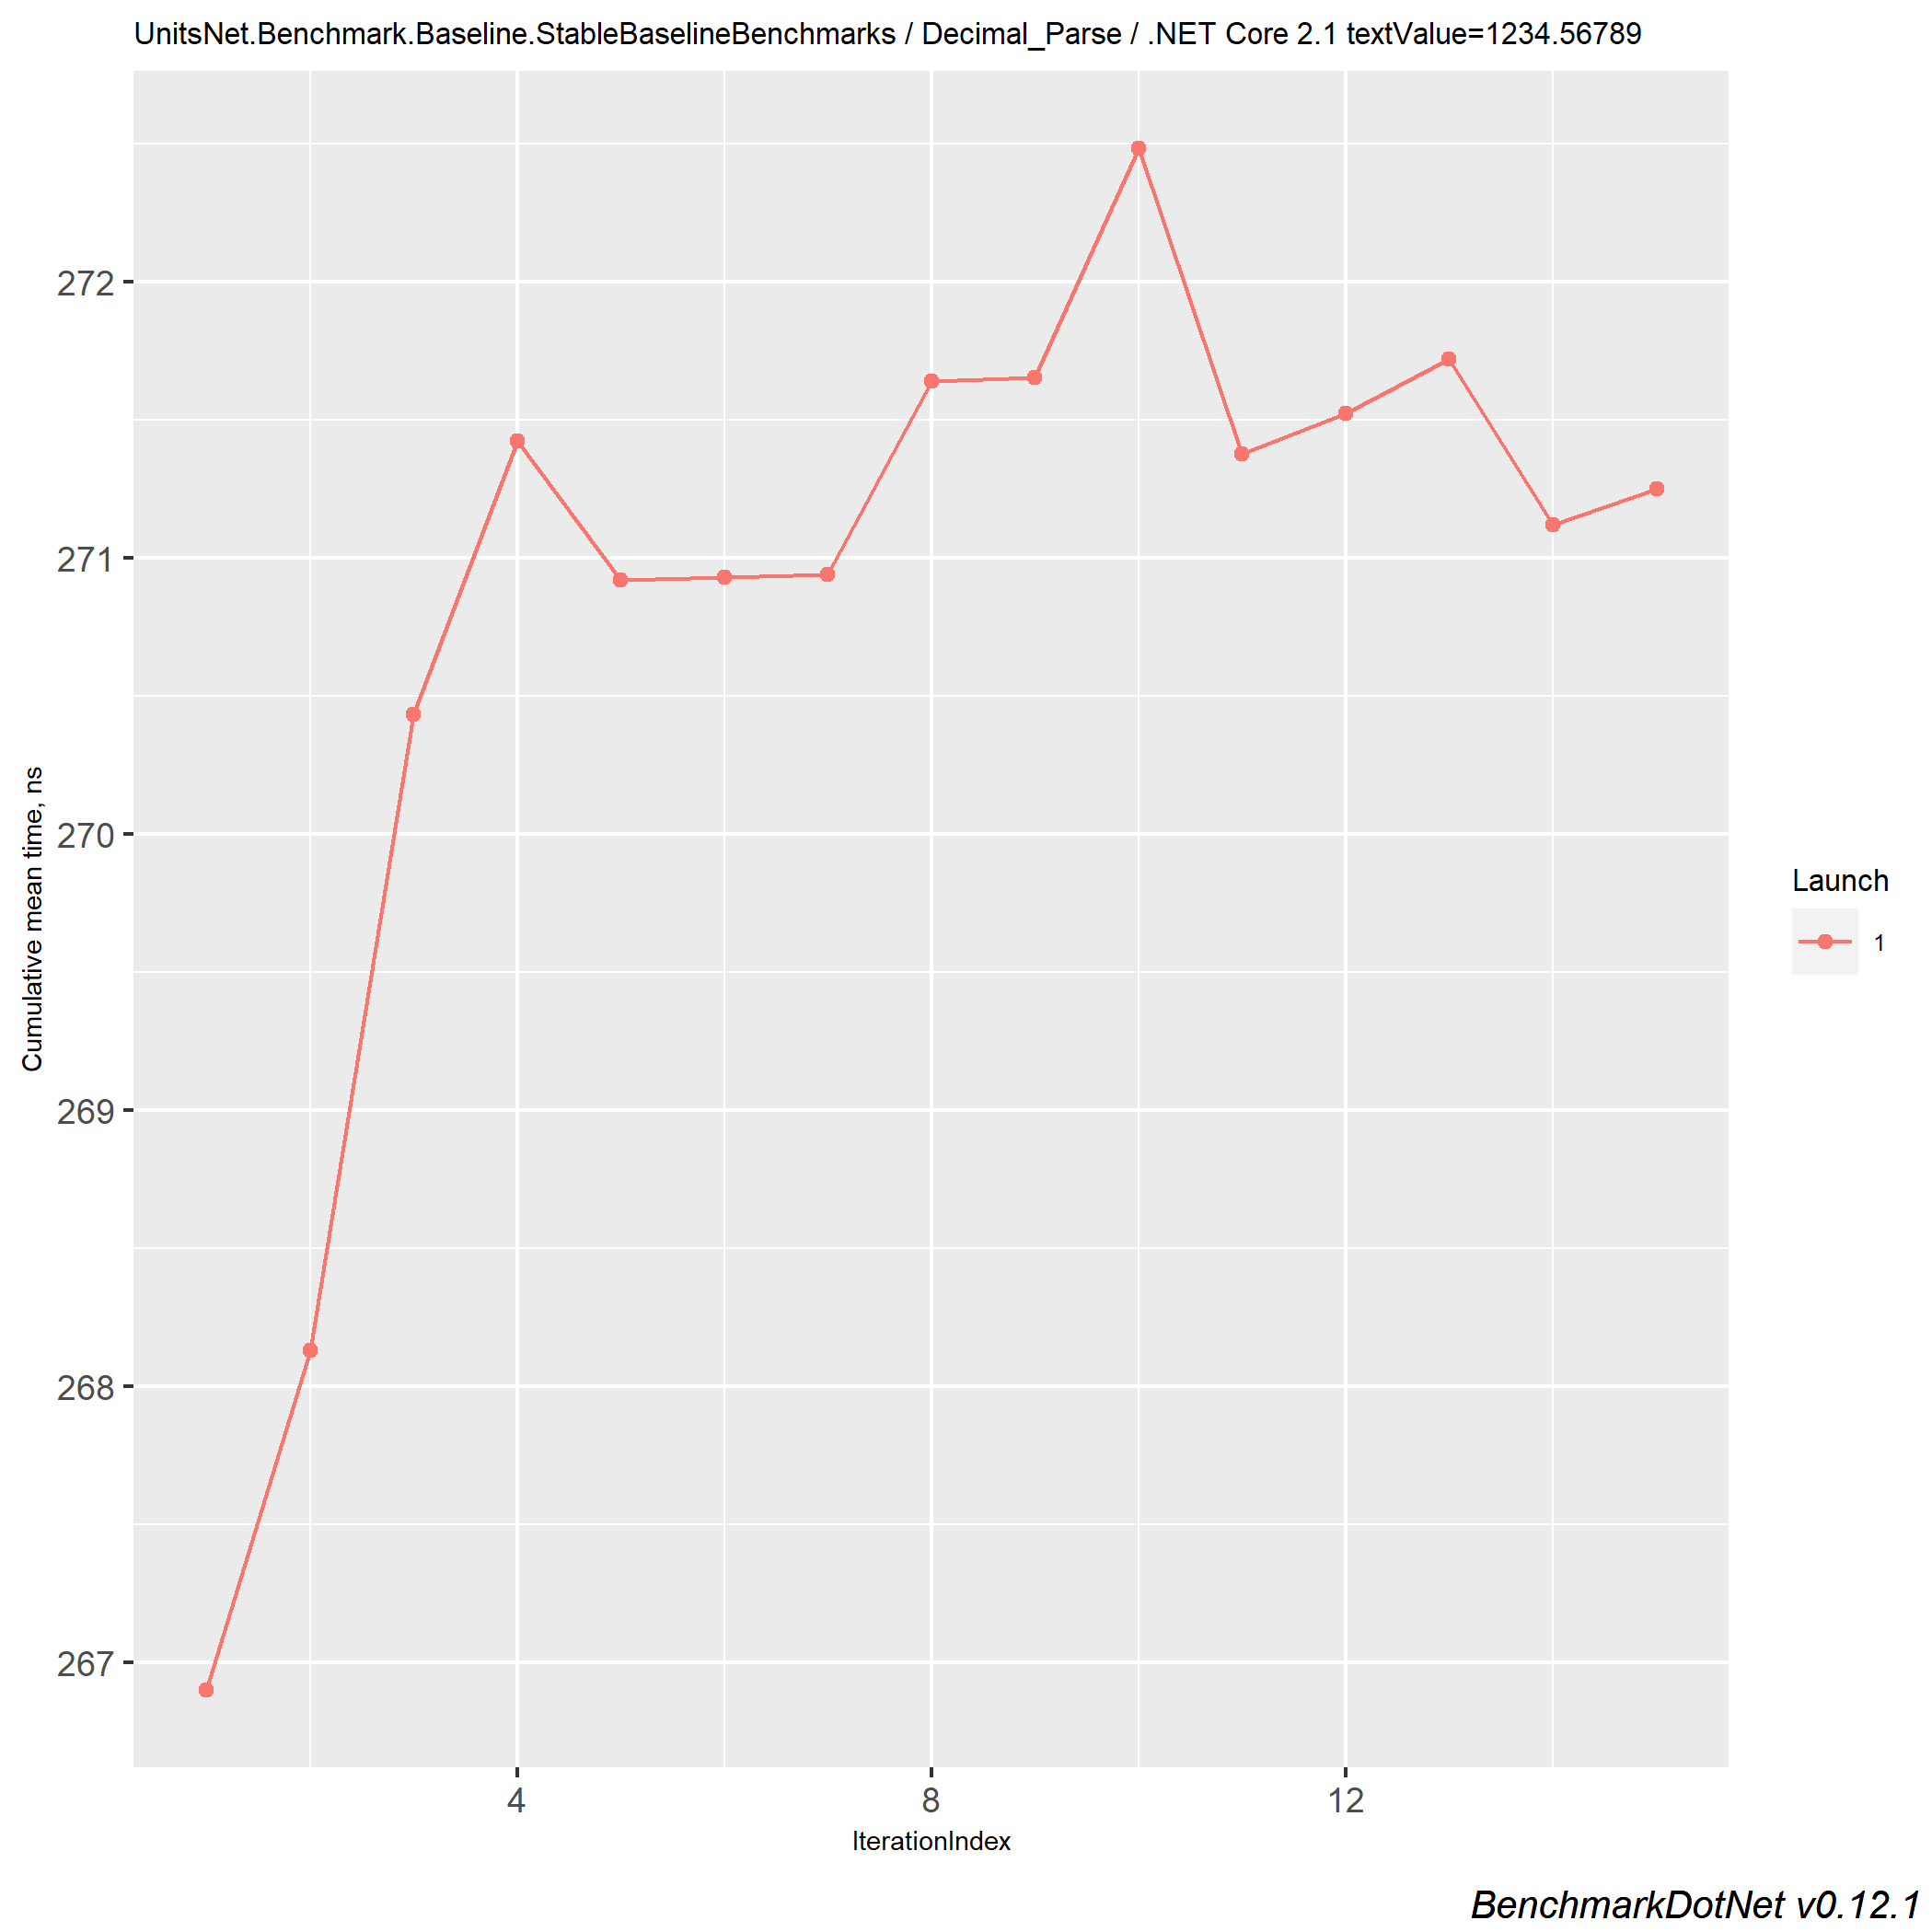 UnitsNet.Benchmark.Baseline.StableBaselineBenchmarks / Decimal_Parse / .NET Core 2.1 textValue=1234.56789
272
271
270
269
268
267
Cumulative mean time, ns
4 8 12
IterationIndex
Launch
1
BenchmarkDotNet v0.12.1